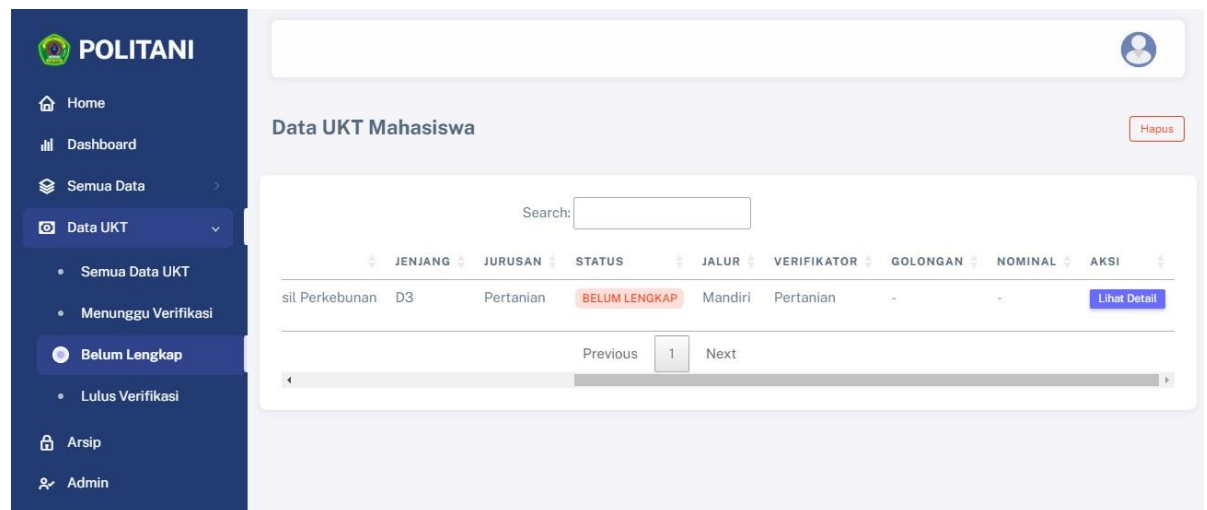 POLITANI
Home
Dashboard
Semua Data
Data UKT
Semua Data UKT
Menunggu Verifikasi
Belum Lengkap
Lulus Verifikasi
Arsip
Admin
Data UKT Mahasiswa
Hapus
Search:
JENJANG JURUSAN STATUS JALUR VERIFIKATOR GOLONGAN NOMINAL AKSI
sil Perkebunan D3 Pertanian BELUM LENGKAP Mandiri Pertanian - - Lihat Detail
Previous 1 Next